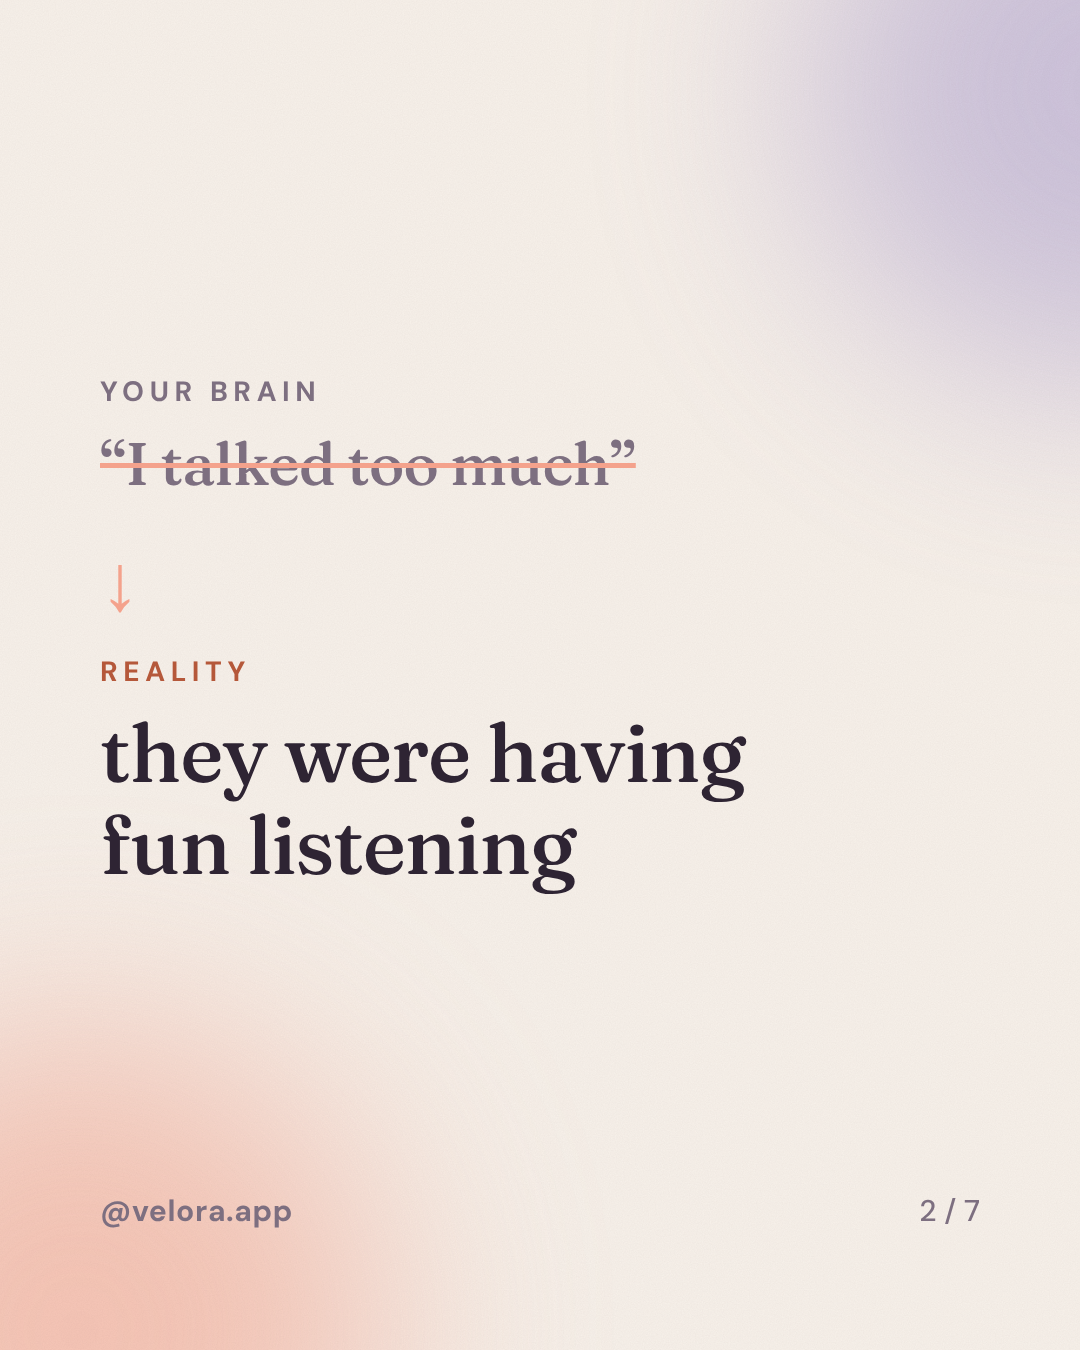 YOUR BRAIN
“I talked too much”
↓
REALITY
they were having
fun listening
@velora.app
2 / 7